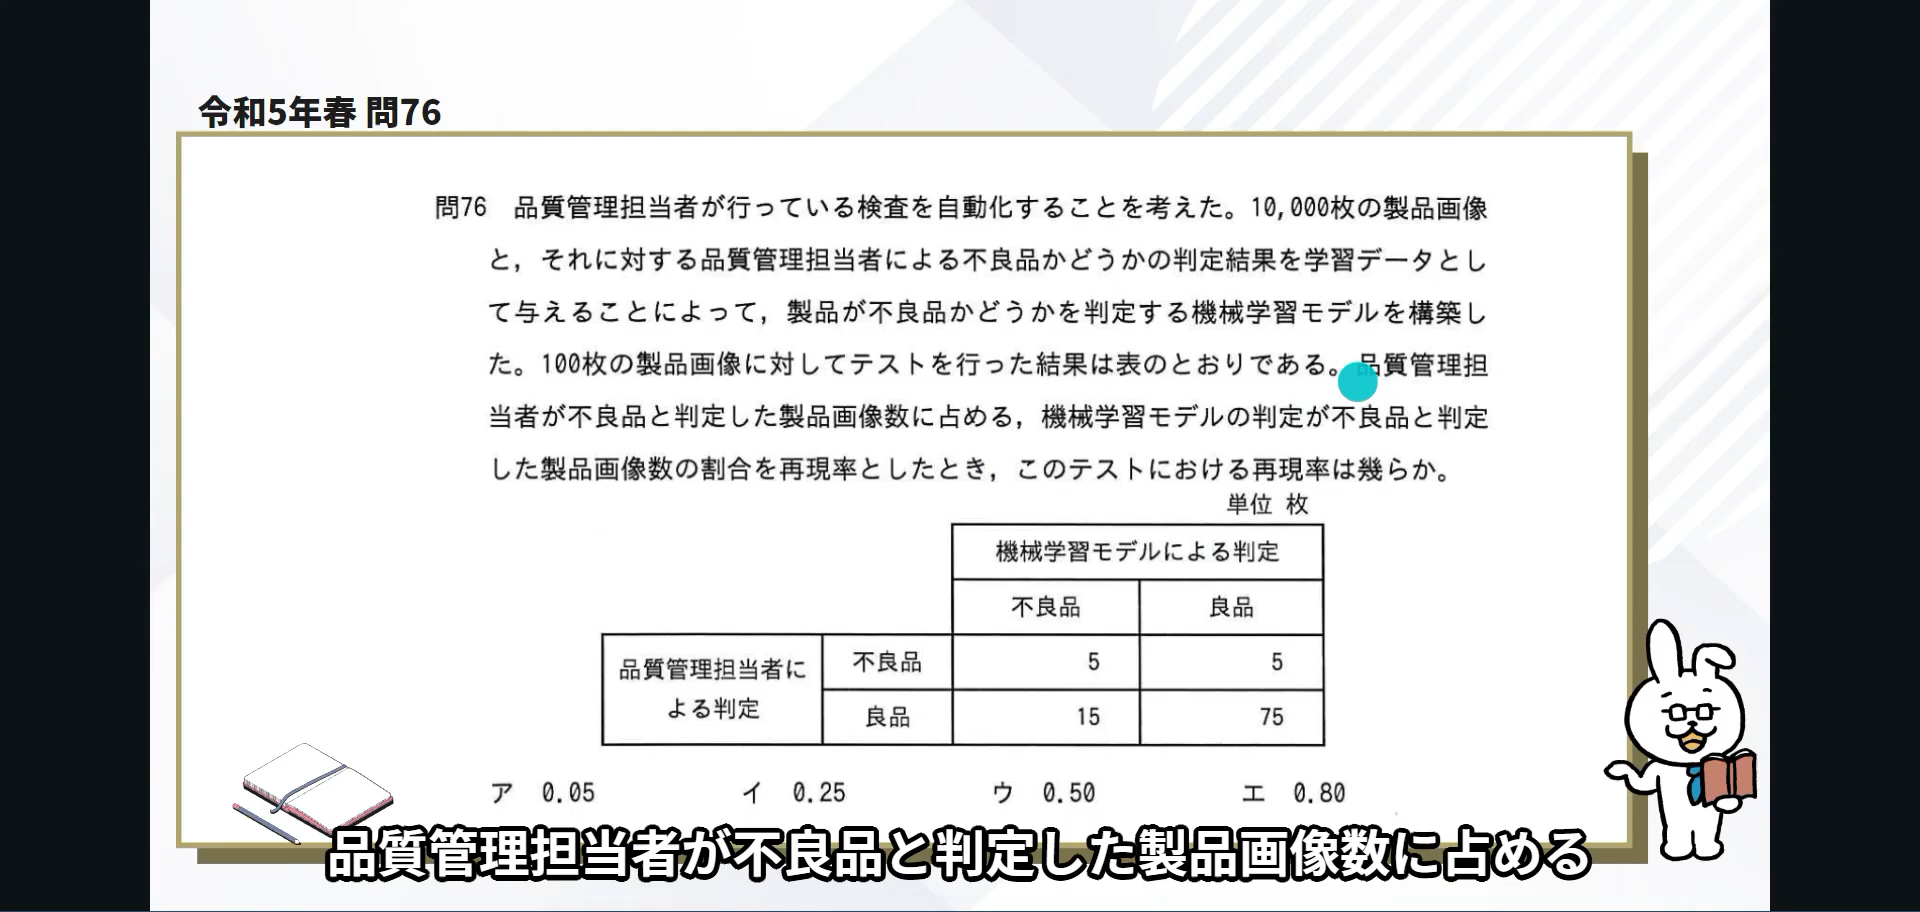 令和5年春 問76
問76 品質管理担当者が行っている検査を自動化することを考えた。10,000枚の製品画像
と，それに対する品質管理担当者による不良品かどうかの判定結果を学習データとし
て与えることによって，製品が不良品かどうかを判定する機械学習モデルを構築し
た。100枚の製品画像に対してテストを行った結果は表のとおりである。品質管理担
当者が不良品と判定した製品画像数に占める，機械学習モデルの判定が不良品と判定
した製品画像数の割合を再現率としたとき，このテストにおける再現率は幾らか。
単位 枚
機械学習モデルによる判定
不良品 良品
品質管理担当者に
よる判定
不良品 5 5
良品 15 75
ア 0.05 イ 0.25 ウ 0.50 エ 0.80
品質管理担当者が不良品と判定した製品画像数に占める